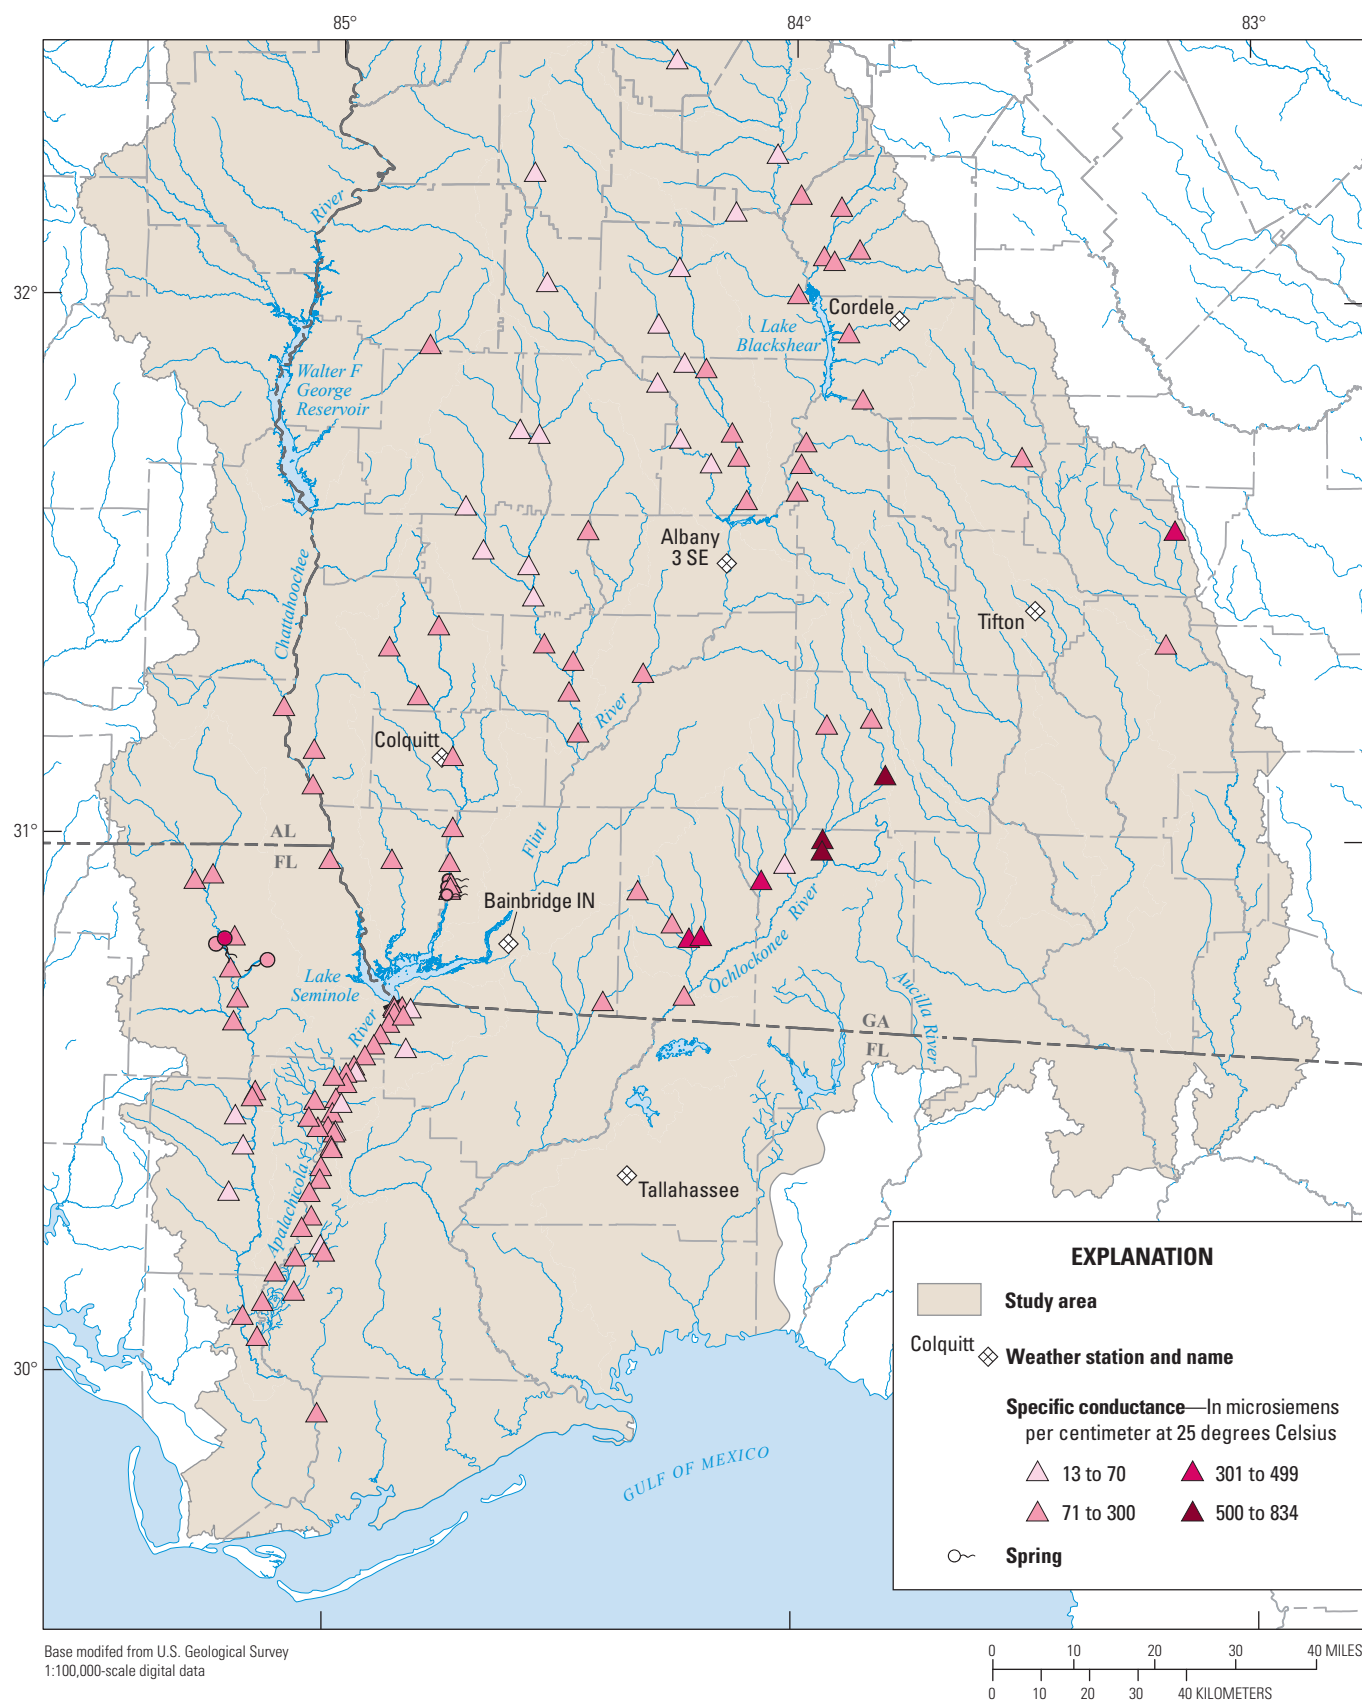 85°
84°
83°
River
32°
Cordele
Lake
Blackshear
Walter F
George
Reservoir
Albany
3 SE
Chattahoochee
Tifton
River
Colquitt
31°
AL
FL
Flint
Bainbridge IN
River
Ochlockonee
Lake
Seminole
Aucilla River
GA
FL
River
Apalachicola
Tallahassee
30°
GULF OF MEXICO
EXPLANATION
Study area
Colquitt
Weather station and name
Specific conductance—In microsiemens
per centimeter at 25 degrees Celsius
13 to 70
301 to 499
71 to 300
500 to 834
Spring
Base modifed from U.S. Geological Survey
1:100,000-scale digital data
0 10 20 30 40 MILES
0 10 20 30 40 KILOMETERS